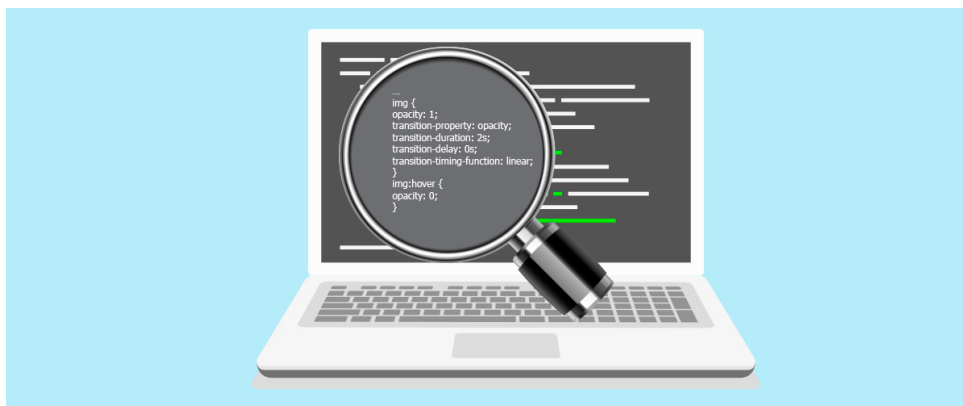 ...
img {
opacity: 1;
transition-property: opacity;
transition-duration: 2s;
transition-delay: 0s;
transition-timing-function: linear;
}
img:hover {
opacity: 0;
}